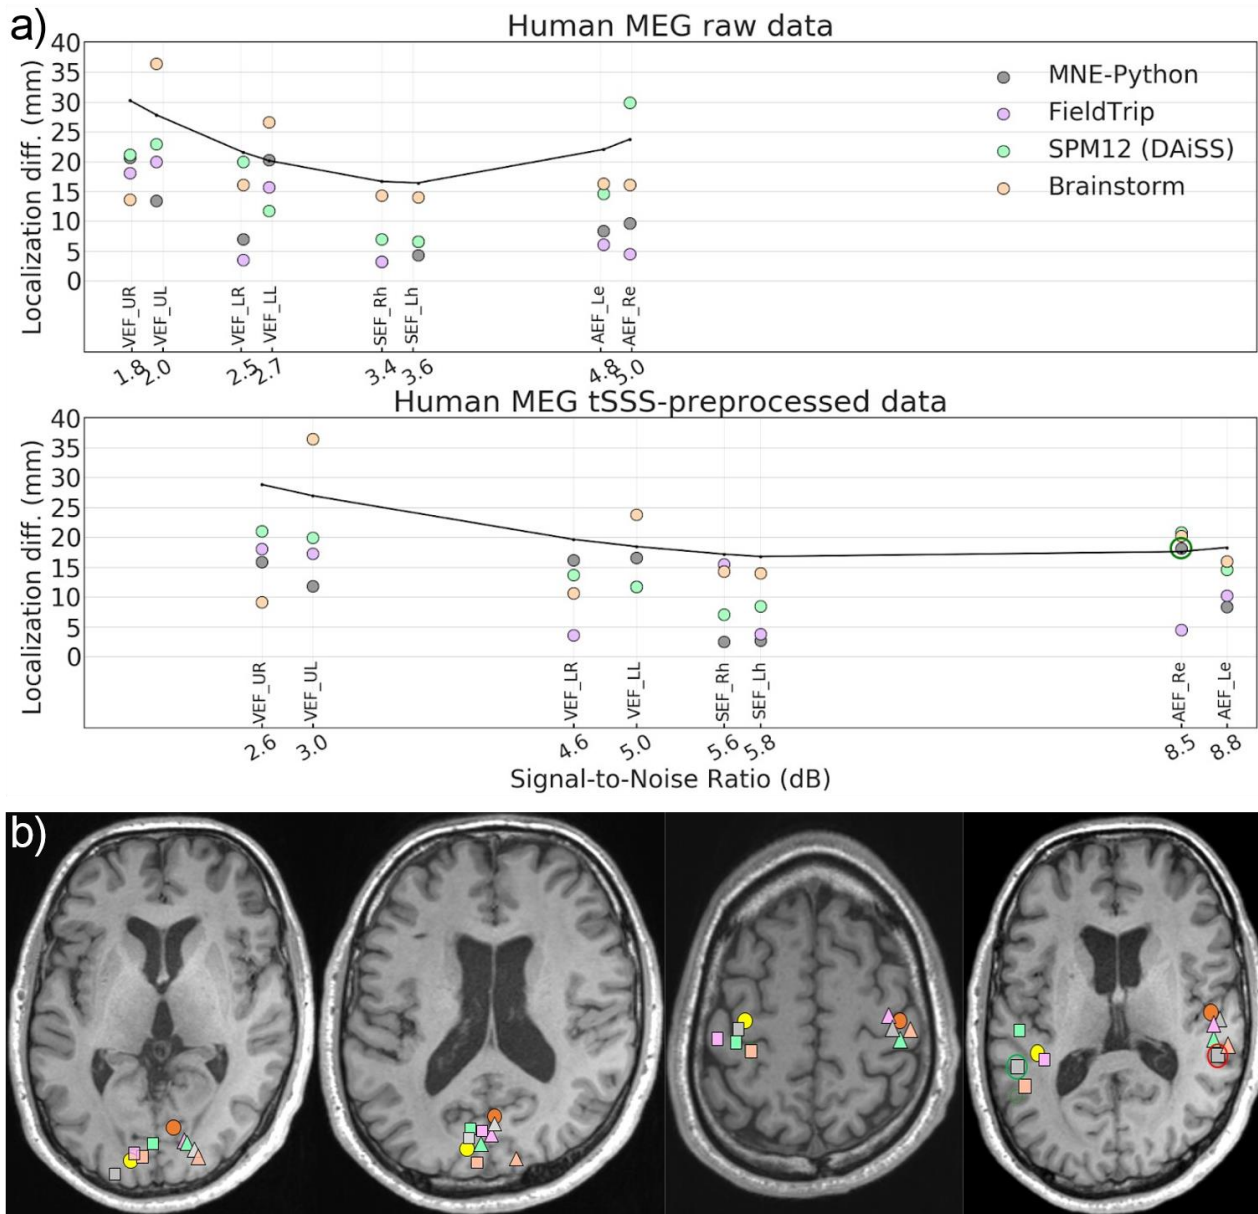 a)
Human MEG raw data
Localization diff. (mm)
40
35
30
25
20
15
10
5
0
MNE-Python
FieldTrip
SPM12 (DAiSS)
Brainstorm
VEF_UR
VEF_UL
VEF_LR
VEF_LL
SEF_Rh
SEF_Lh
AEF_Le
AEF_Re
1.8
2.0
2.5
2.7
3.4
3.6
4.8
5.0
Human MEG tSSS-preprocessed data
Localization diff. (mm)
40
35
30
25
20
15
10
5
0
VEF_UR
VEF_UL
VEF_LR
VEF_LL
SEF_Rh
SEF_Lh
AEF_Re
AEF_Le
2.6
3.0
4.6
5.0
5.6
5.8
8.5
8.8
Signal-to-Noise Ratio (dB)
b)